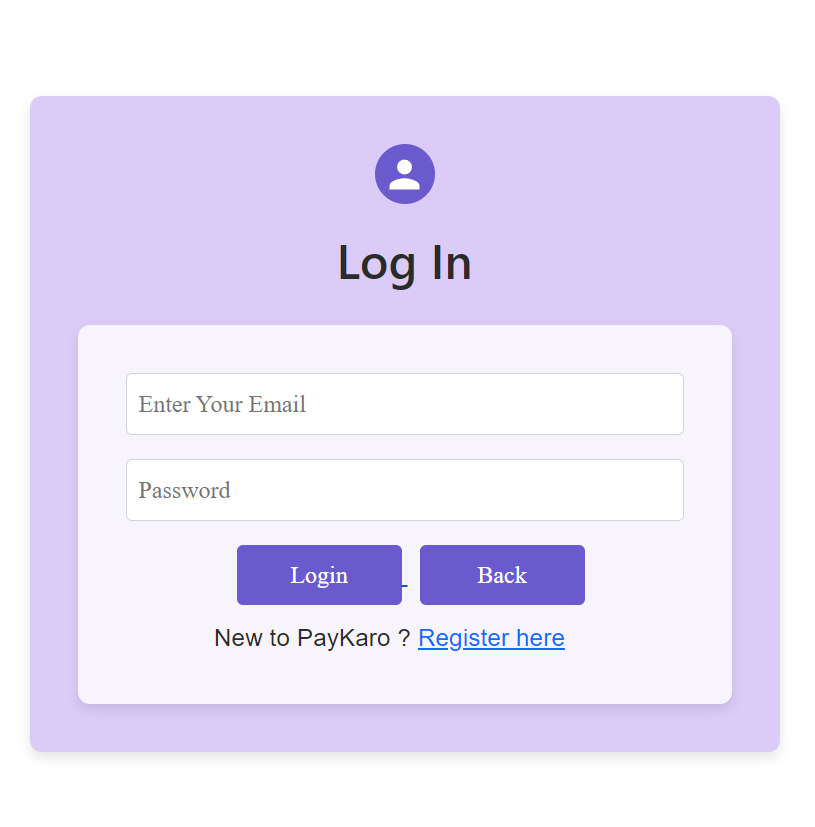 Log In
Enter Your Email
Password
Login Back
New to PayKaro ? Register here